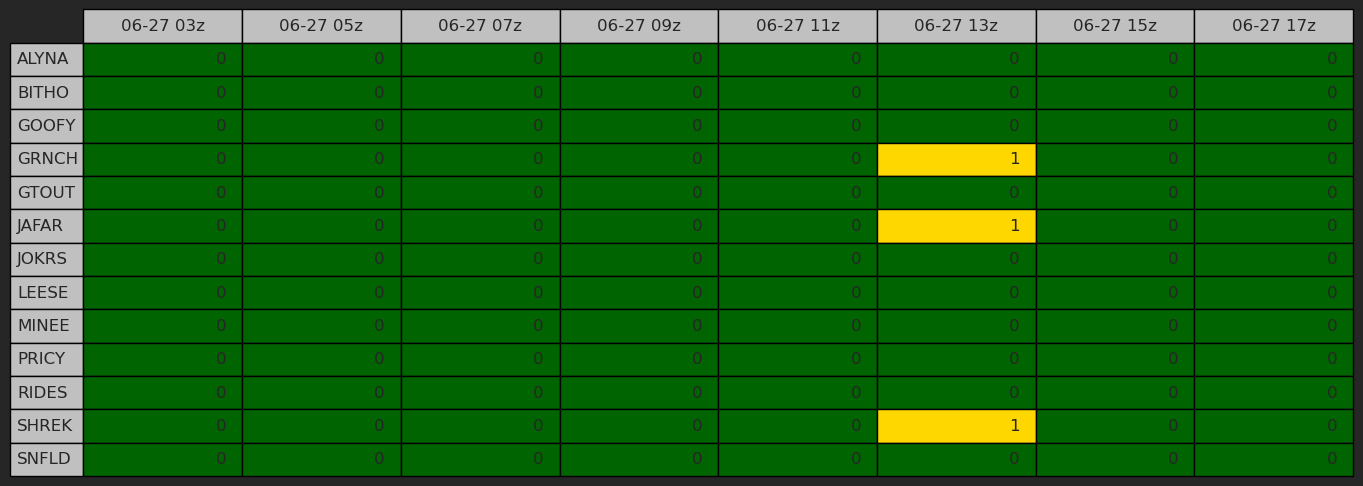 06-27 03z 06-27 05z 06-27 07z 06-27 09z 06-27 11z 06-27 13z 06-27 15z 06-27 17z
ALYNA 0 0 0 0 0 0 0 0
BITHO 0 0 0 0 0 0 0 0
GOOFY 0 0 0 0 0 0 0 0
GRNCH 0 0 0 0 0 1 0 0
GTOUT 0 0 0 0 0 0 0 0
JAFAR 0 0 0 0 0 1 0 0
JOKRS 0 0 0 0 0 0 0 0
LEESE 0 0 0 0 0 0 0 0
MINEE 0 0 0 0 0 0 0 0
PRICY 0 0 0 0 0 0 0 0
RIDES 0 0 0 0 0 0 0 0
SHREK 0 0 0 0 0 1 0 0
SNFLD 0 0 0 0 0 0 0 0